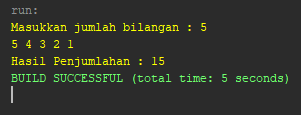 run:
Masukkan jumlah bilangan : 5
5 4 3 2 1
Hasil Penjumlahan : 15
BUILD SUCCESSFUL (total time: 5 seconds)